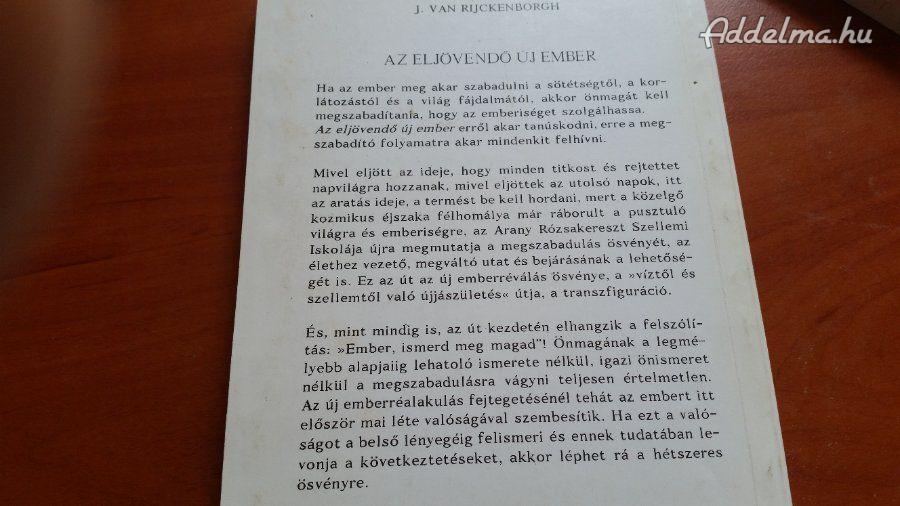 Addelma.hu
J. VAN RIJCKENBORGH
AZ ELJÖVENDŐ ÚJ EMBER
Ha az ember meg akar szabadulni a sötétségtől, a kor-
látozástól és a világ fájdalmától, akkor önmagát kell
megszabadítania, hogy az emberiséget szolgálhassa.
Az eljövendő új ember erről akar tanúskodni, erre a meg-
szabadító folyamatra akar mindenkit felhívni.
Mivel eljött az ideje, hogy minden titkost és rejtettet
napvilágra hozzanak, mivel eljöttek az utolsó napok, itt
az aratás ideje, a termést be kell hordani, mert a közelgő
kozmikus éjszaka félhomálya már ráborult a pusztuló
világra és emberiségre, az Arany Rózsakereszt Szellemi
Iskolája újra megmutatja a megszabadulás ösvényét, az
élethez vezető, megváltó utat és bejárásának a lehetősé-
gét is. Ez az út az új emberréválás ösvénye, a »víztől és
szellemtől való újjászületés« útja, a transzfiguráció.
És, mint mindig is, az út kezdetén elhangzik a felszólí-
tás: »Ember, ismerd meg magad"! Önmagának a legmé-
lyebb alapjaiig lehatoló ismerete nélkül, igazi önismeret
nélkül a megszabadulásra vágyni teljesen értelmetlen.
Az új emberréalakulás fejtegetésénél tehát az embert itt
először mai léte valóságával szembesítik. Ha ezt a való-
ságot a belső lényegéig felismeri és ennek tudatában le-
vonja a következtetéseket, akkor léphet rá a hétszeres
ösvényre.